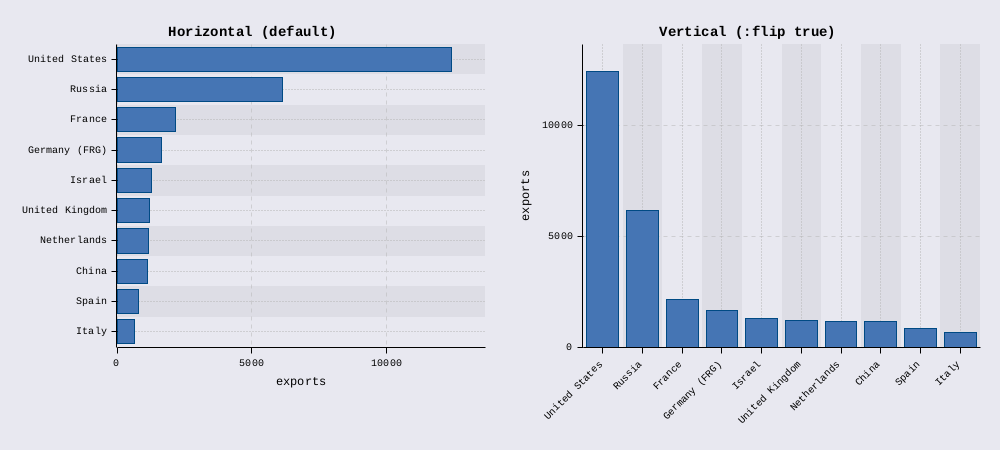 Horizontal (default)
United States
Russia
France
Germany (FRG)
Israel
United Kingdom
Netherlands
China
Spain
Italy
0 5000 10000
exports
Vertical (:flip true)
exports
10000
5000
0
United States
Russia
France
Germany (FRG)
Israel
United Kingdom
Netherlands
China
Spain
Italy